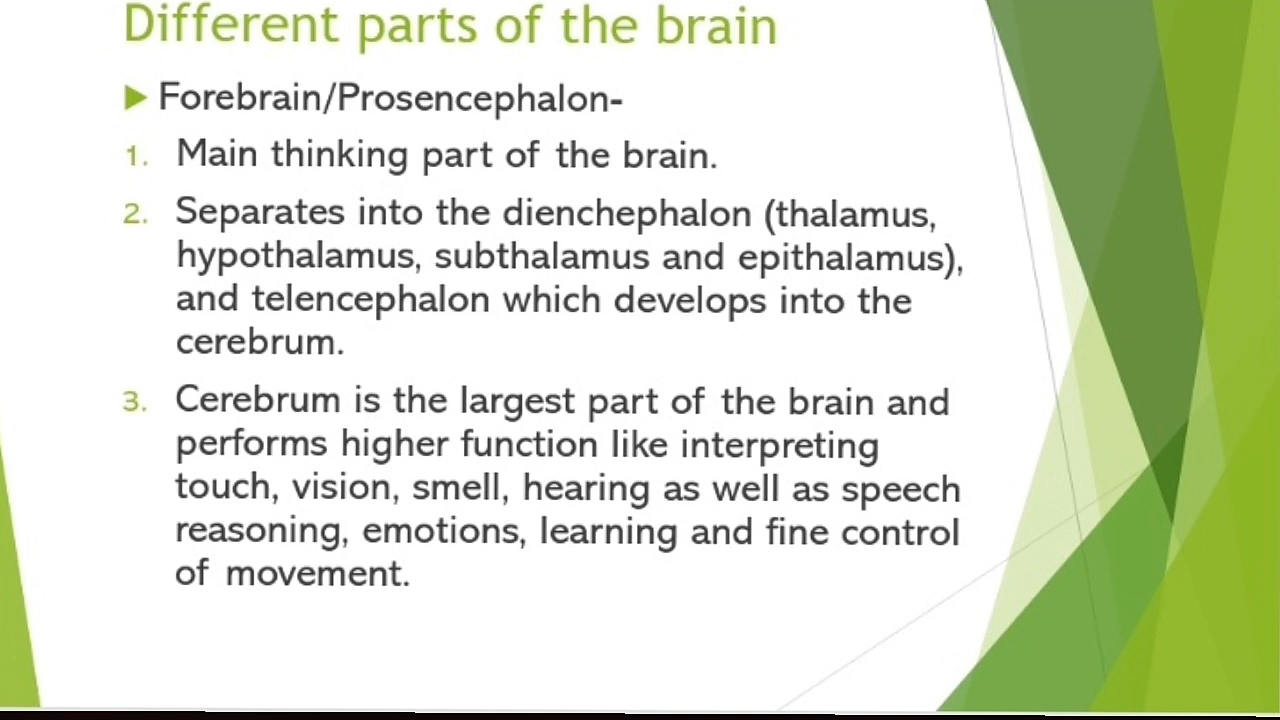 Different parts of the brain
Forebrain/Prosencephalon-
1. Main thinking part of the brain.
2. Separates into the dienchephalon (thalamus,
hypothalamus, subthalamus and epithalamus),
and telencephalon which develops into the
cerebrum.
3. Cerebrum is the largest part of the brain and
performs higher function like interpreting
touch, vision, smell, hearing as well as speech
reasoning, emotions, learning and fine control
of movement.